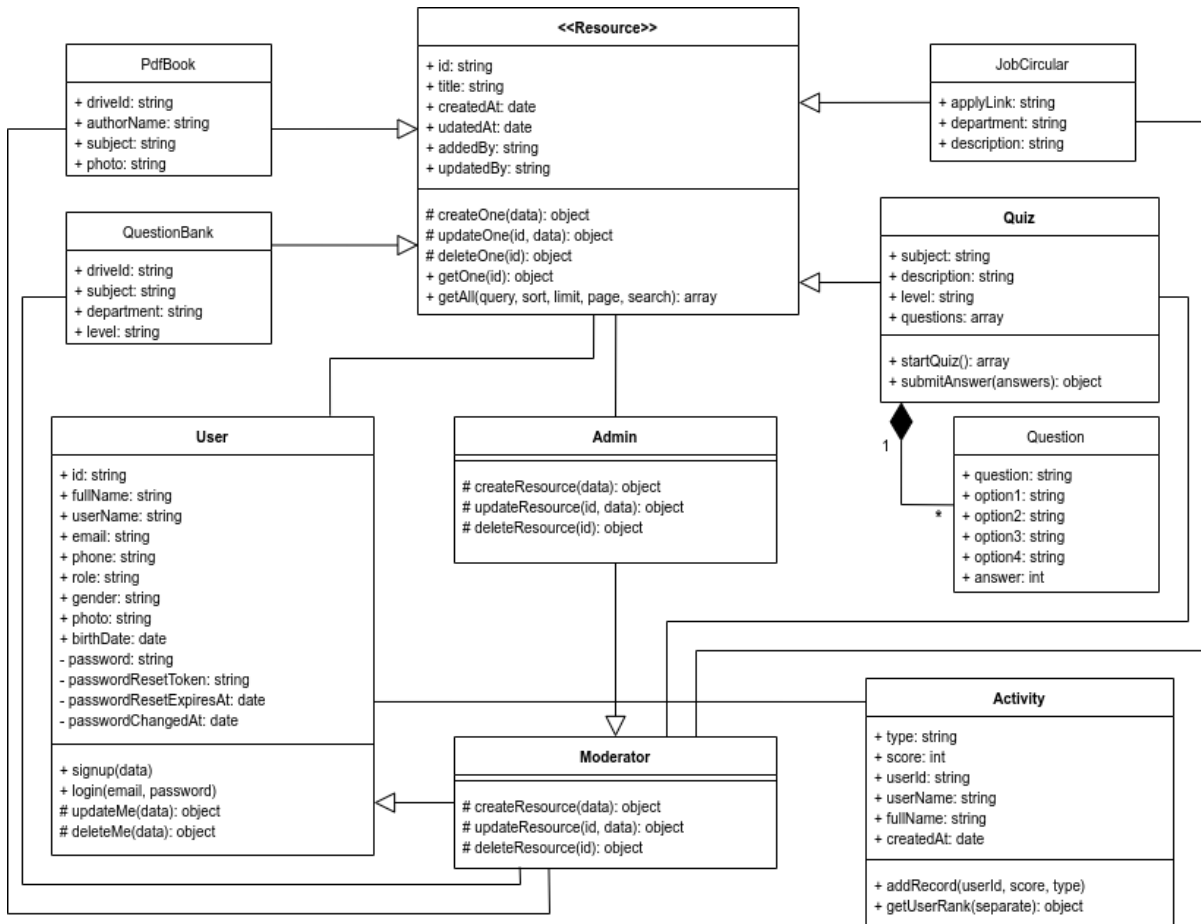 <<Resource>>
+ id: string
+ title: string
+ createdAt: date
+ udatedAt: date
+ addedBy: string
+ updatedBy: string
# createOne(data): object
# updateOne(id, data): object
# deleteOne(id): object
+ getOne(id): object
+ getAll(query, sort, limit, page, search): array
PdfBook
+ driveId: string
+ authorName: string
+ subject: string
+ photo: string
JobCircular
+ applyLink: string
+ department: string
+ description: string
QuestionBank
+ driveId: string
+ subject: string
+ department: string
+ level: string
Quiz
+ subject: string
+ description: string
+ level: string
+ questions: array
+ startQuiz(): array
+ submitAnswer(answers): object
1
*
Question
+ question: string
+ option1: string
+ option2: string
+ option3: string
+ option4: string
+ answer: int
User
+ id: string
+ fullName: string
+ userName: string
+ email: string
+ phone: string
+ role: string
+ gender: string
+ photo: string
+ birthDate: date
- password: string
- passwordResetToken: string
- passwordResetExpiresAt: date
- passwordChangedAt: date
+ signup(data)
+ login(email, password)
# updateMe(data): object
# deleteMe(data): object
Admin
# createResource(data): object
# updateResource(id, data): object
# deleteResource(id): object
Moderator
# createResource(data): object
# updateResource(id, data): object
# deleteResource(id): object
Activity
+ type: string
+ score: int
+ userId: string
+ userName: string
+ fullName: string
+ createdAt: date
+ addRecord(userId, score, type)
+ getUserRank(separate): object